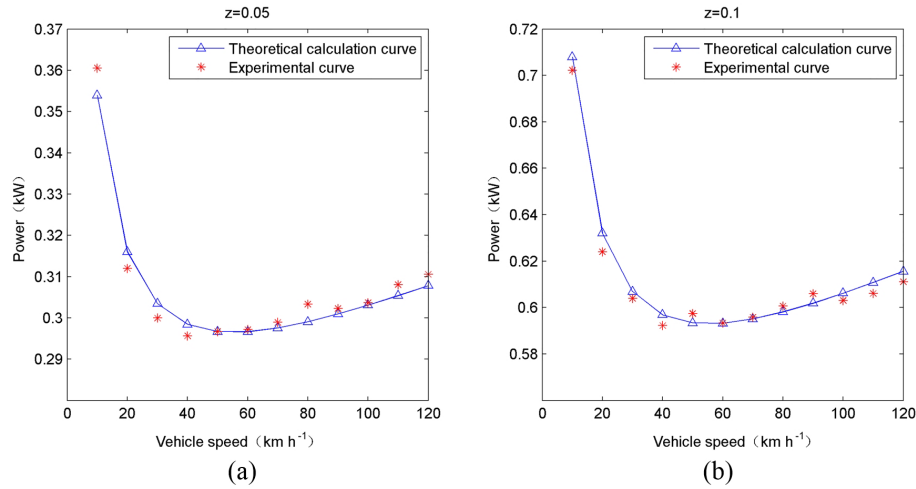 z=0.05
0.37
0.36
0.35
0.34
0.33
0.32
0.31
0.3
0.29
Power（kW）
0 20 40 60 80 100 120
Vehicle speed（km h-1）
Theoretical calculation curve
Experimental curve
(a)
z=0.1
0.7
0.68
0.66
0.64
0.62
0.6
0.58
Power（kW）
0 20 40 60 80 100 120
Vehicle speed（km h-1）
Theoretical calculation curve
Experimental curve
(b)